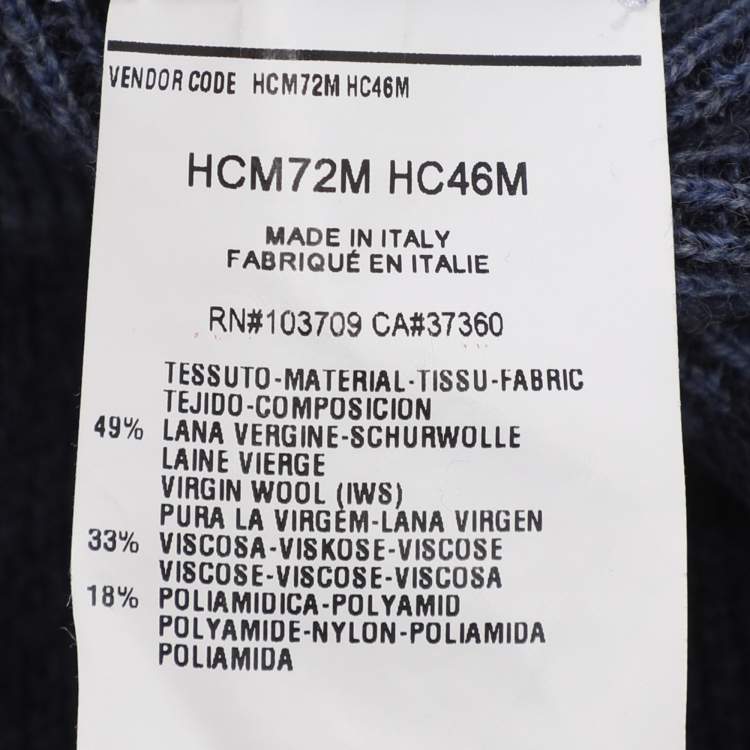 VENDOR CODE HCM72M HC46M
HCM72M HC46M
MADE IN ITALY
FABRIQUÉ EN ITALIE
RN#103709 CA#37360
TESSUTO-MATERIAL-TISSU-FABRIC
TEJIDO-COMPOSICION
49% LANA VERGINE-SCHURWOLLE
LAINE VIERGE
VIRGIN WOOL (IWS)
PURA LA VIRGEM-LANA VIRGEN
33% VISCOSA-VISKOSE-VISCOSE
VISCOSE-VISCOSE-VISCOSA
18% POLIAMIDICA-POLYAMID
POLYAMIDE-NYLON-POLIAMIDA
POLIAMIDA